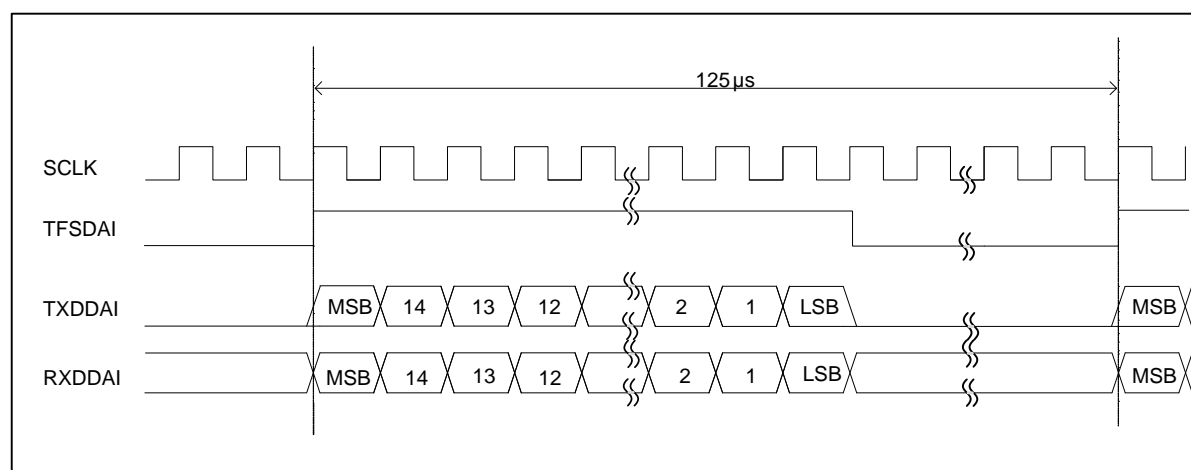 125µs
SCLK
TFSDAI
TXDDAI MSB 14 13 12 2 1 LSB MSB
RXDDAI MSB 14 13 12 2 1 LSB MSB